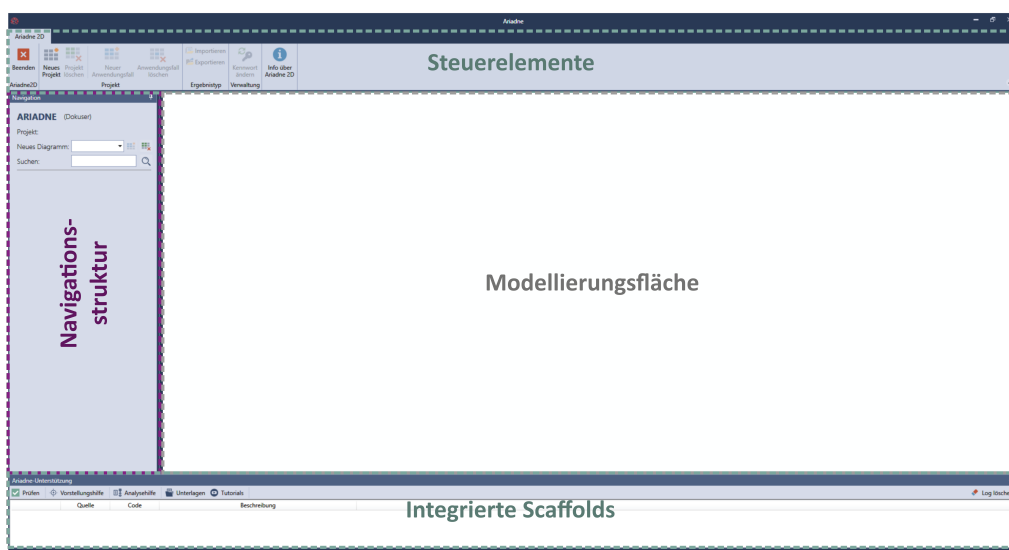 Ariadne
Ariadne 2D
Beenden
Neues Projekt
Projekt löschen
Neuer Anwendungsfall
Anwendungsfall löschen
Importieren
Exportieren
Kennwort ändern
Info über Ariadne 2D
Steuerelemente
Ariadne2D
Projekt
Ergebnistyp
Verwaltung
Navigation
ARIADNE (Dokuser)
Projekt:
Neues Diagramm:
Suchen:
Navigations-
struktur
Modellierungsfläche
Ariadne-Unterstützung
Prüfen Vorstellungshilfe Analysehilfe Unterlagen Tutorials Log lösche
Quelle Code Beschreibung
Integrierte Scaffolds